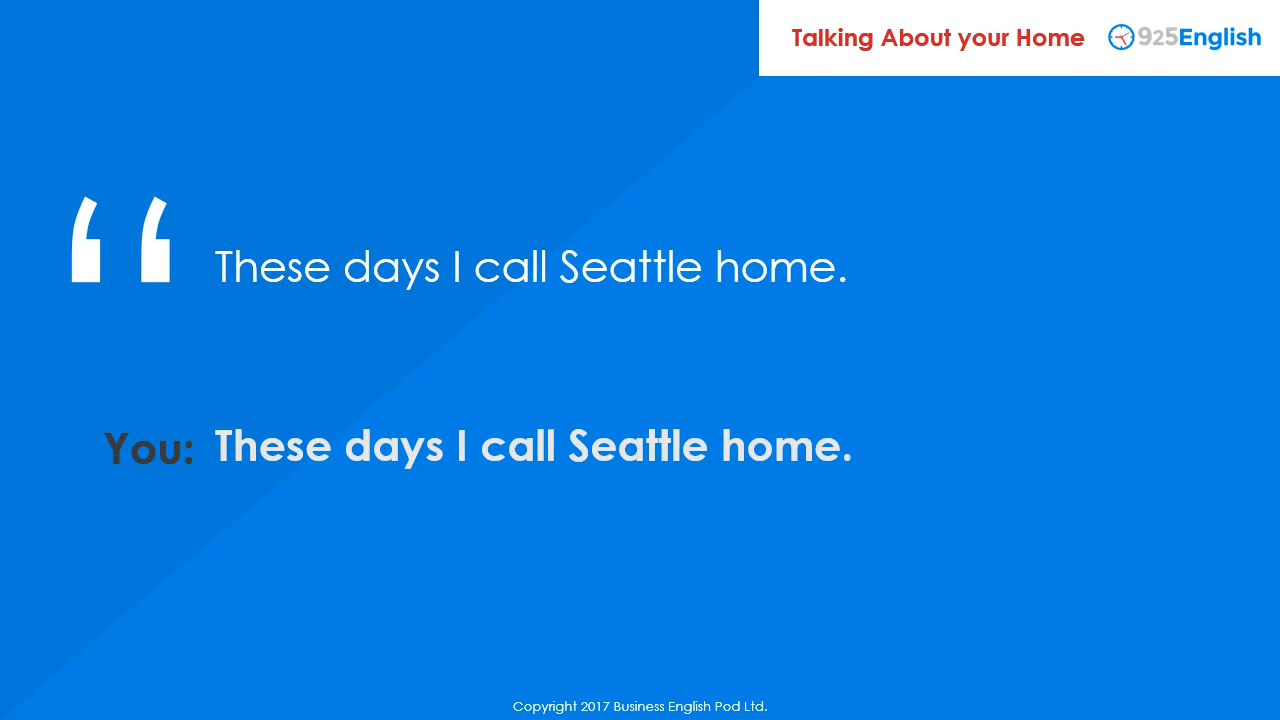 Talking About your Home 925English
“ These days I call Seattle home.
You: These days I call Seattle home.
Copyright 2017 Business English Pod Ltd.